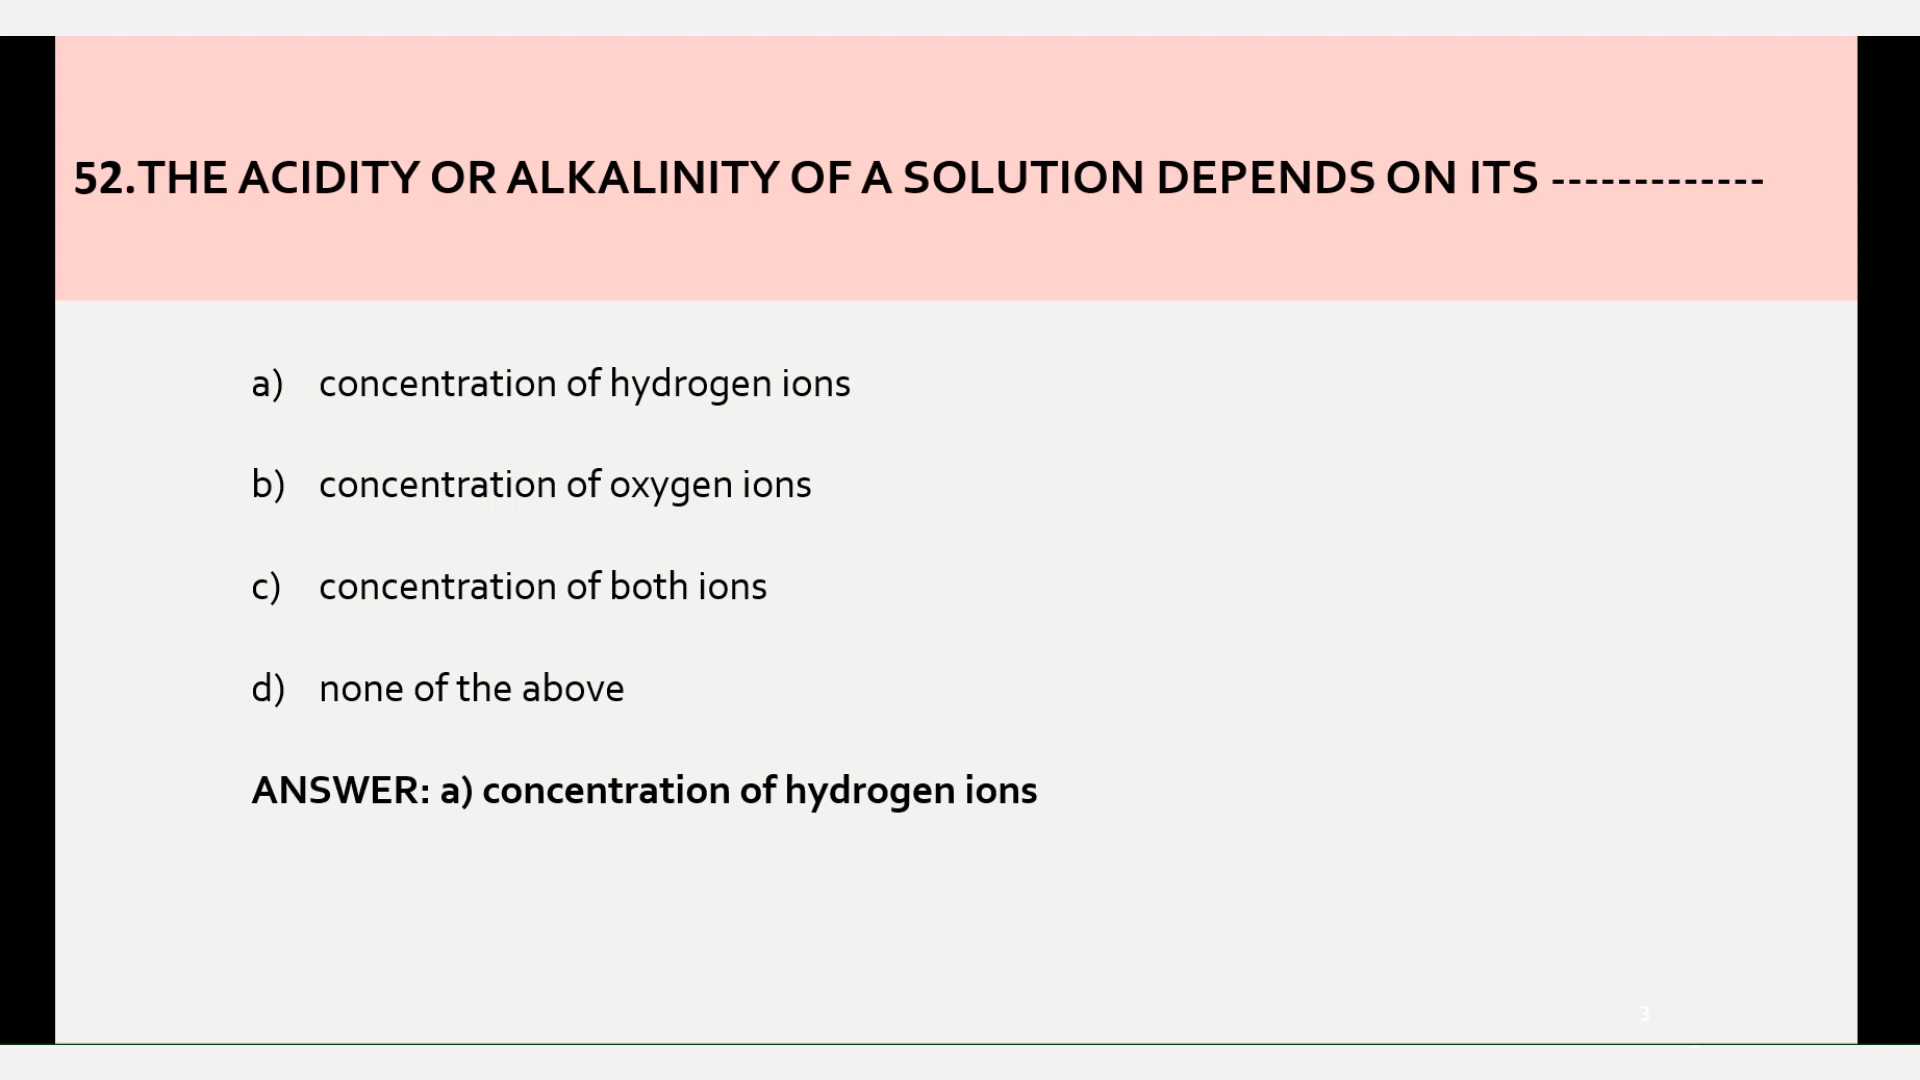 52.THE ACIDITY OR ALKALINITY OF A SOLUTION DEPENDS ON ITS -------------
a) concentration of hydrogen ions
b) concentration of oxygen ions
c) concentration of both ions
d) none of the above
ANSWER: a) concentration of hydrogen ions
3